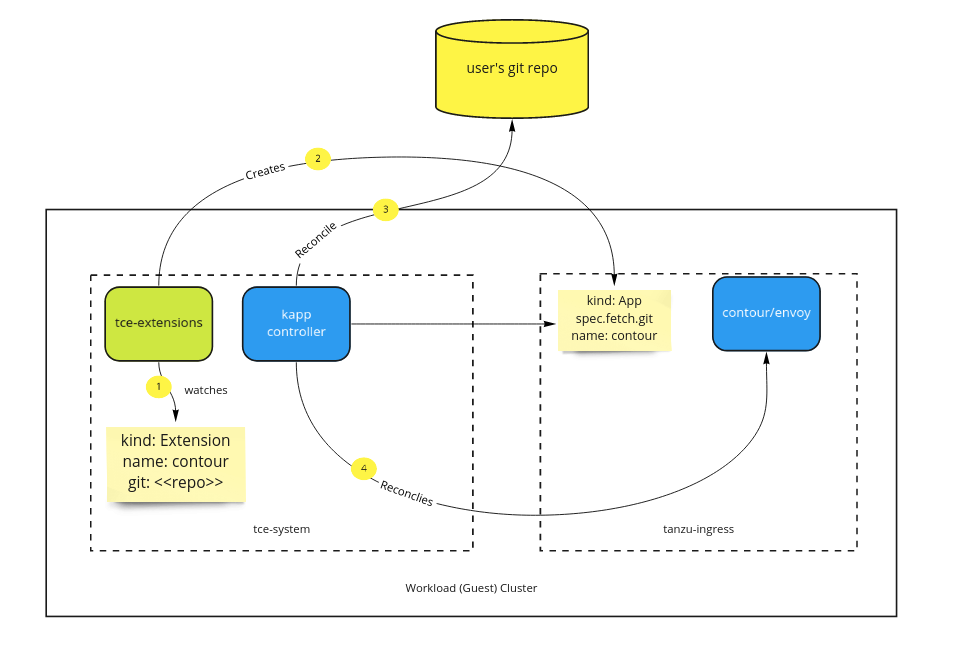 user's git repo
2
Creates
3
Reconcile
tce-extensions
kapp
controller
kind: App
spec.fetch.git
name: contour
contour/envoy
1
watches
kind: Extension
name: contour
git: <<repo>>
4
Reconclies
tce-system
tanzu-ingress
Workload (Guest) Cluster